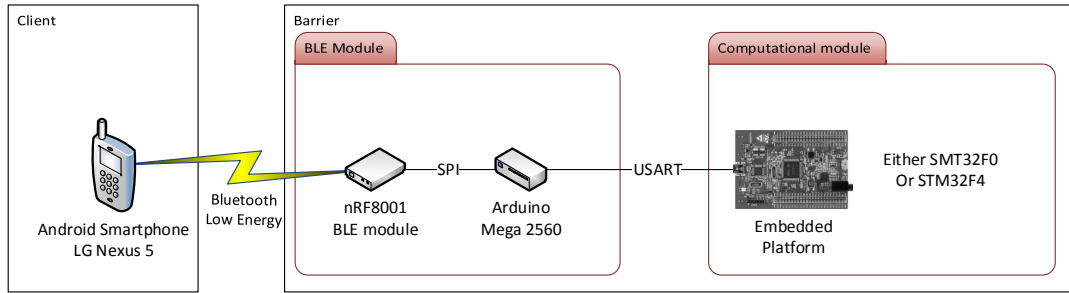 Client
Barrier
BLE Module
Computational module
Android Smartphone
LG Nexus 5
Bluetooth
Low Energy
nRF8001
BLE module
SPI
Arduino
Mega 2560
USART
Embedded
Platform
Either SMT32F0
Or STM32F4